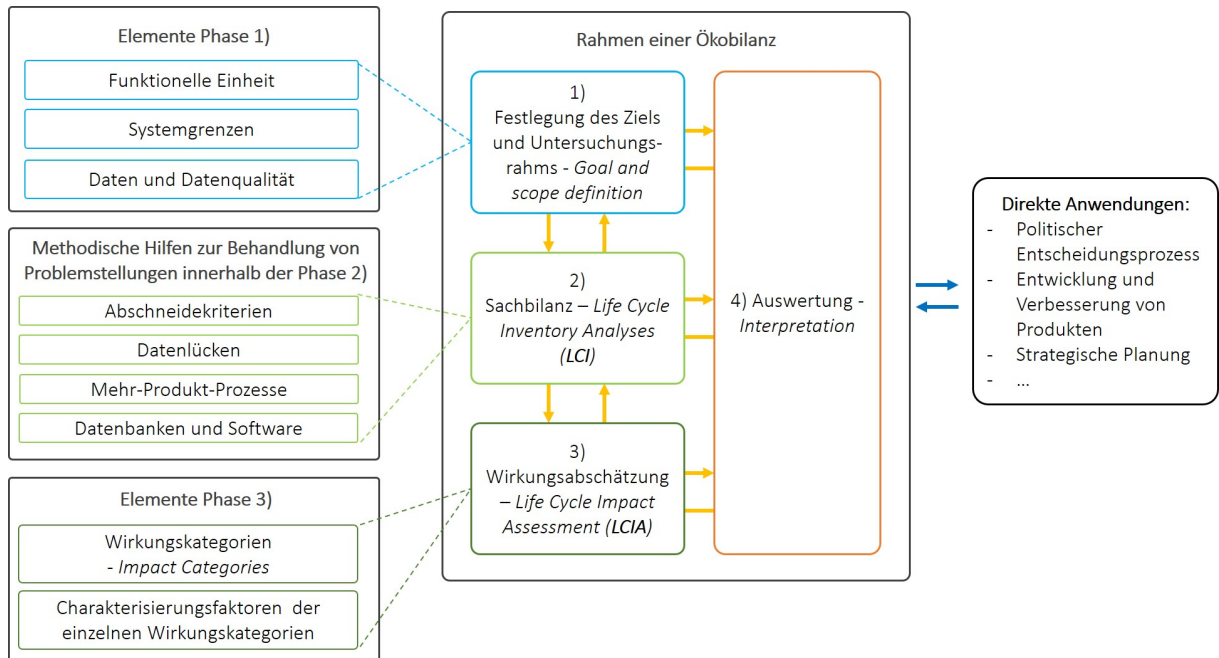 Elemente Phase 1)
Funktionelle Einheit
Systemgrenzen
Daten und Datenqualität
Methodische Hilfen zur Behandlung von
Problemstellungen innerhalb der Phase 2)
Abschneidekriterien
Datenlücken
Mehr-Produkt-Prozesse
Datenbanken und Software
Elemente Phase 3)
Wirkungskategorien
- Impact Categories
Charakterisierungsfaktoren der
einzelnen Wirkungskategorien
Rahmen einer Ökobilanz
1)
Festlegung des Ziels
und Untersuchungs-
rahms - Goal and
scope definition
2)
Sachbilanz – Life Cycle
Inventory Analyses
(LCI)
3)
Wirkungsabschätzung
– Life Cycle Impact
Assessment (LCIA)
4) Auswertung -
Interpretation
Direkte Anwendungen:
- Politischer
Entscheidungsprozess
- Entwicklung und
Verbesserung von
Produkten
- Strategische Planung
- ...